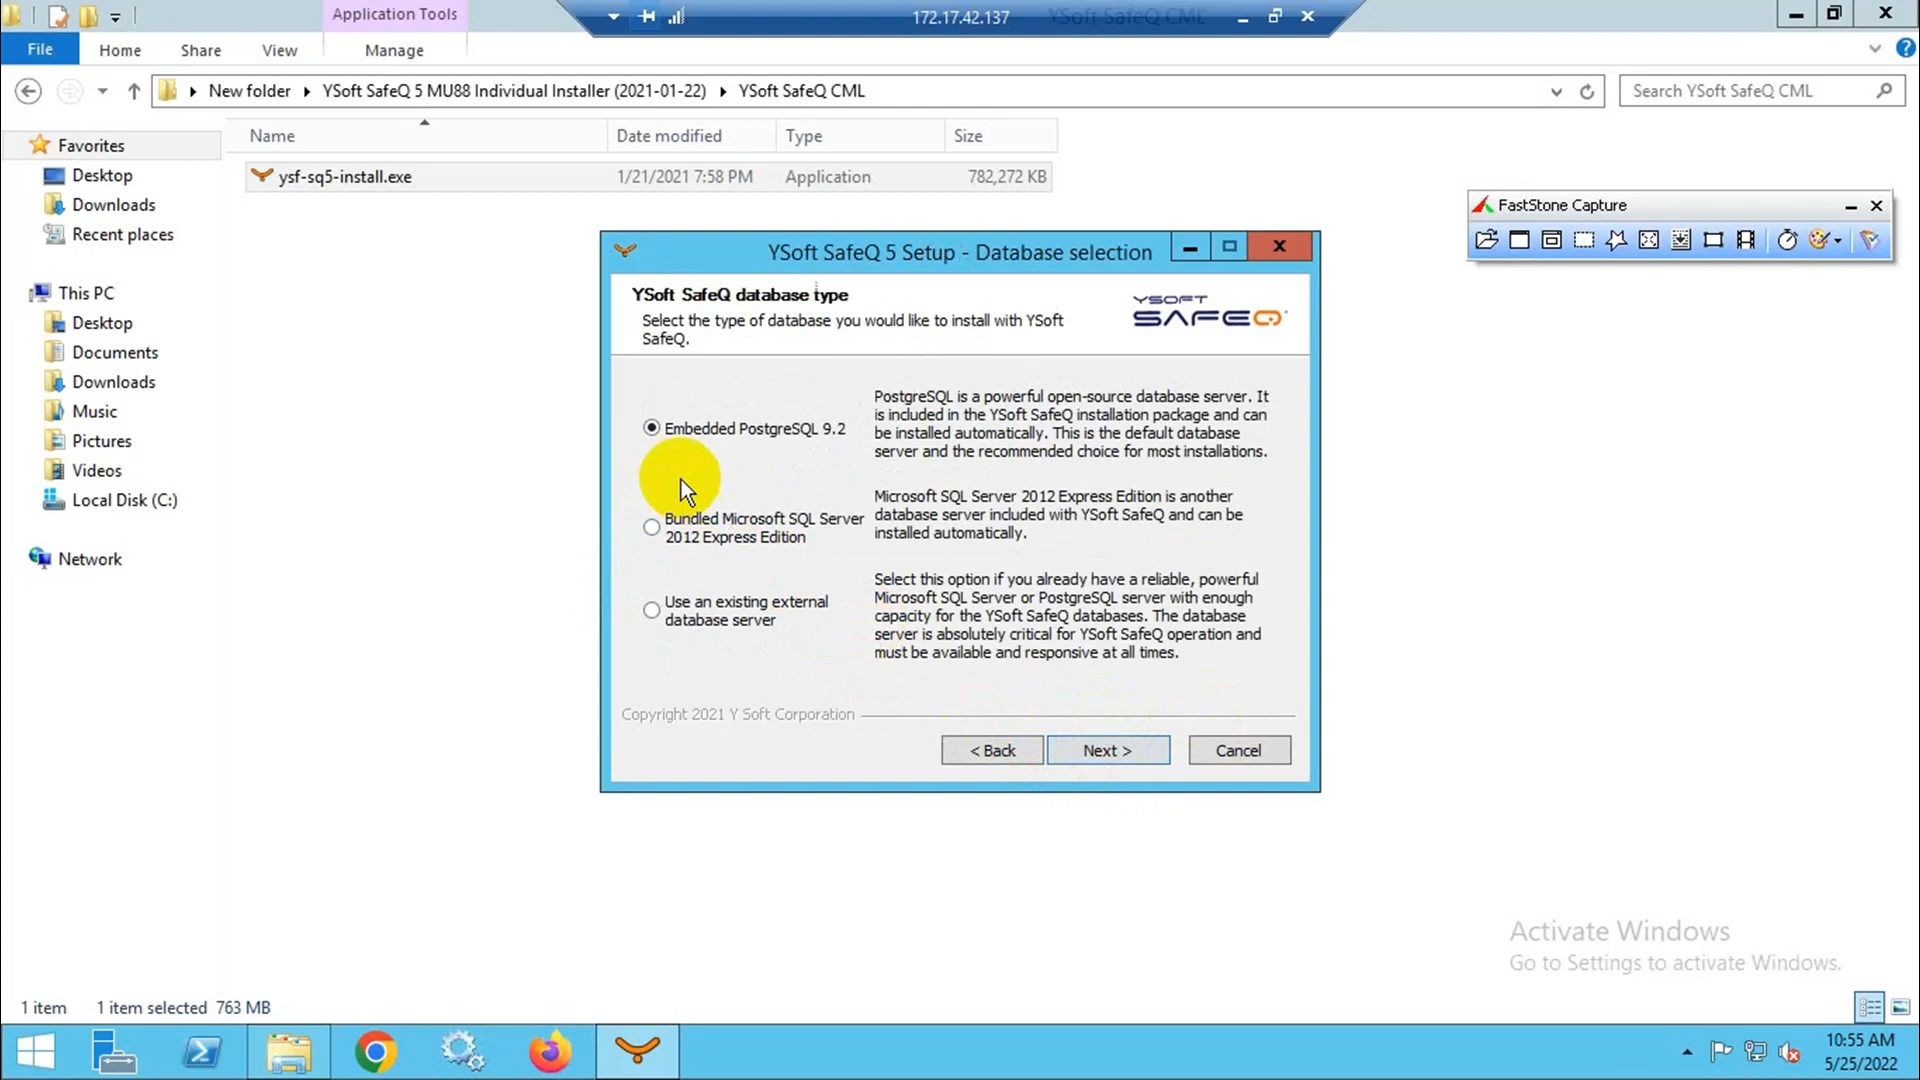 Application Tools
172.17.42.137
YSoft SafeQ CML
File
Home
Share
View
Manage
New folder
YSoft SafeQ 5 MU88 Individual Installer (2021-01-22)
YSoft SafeQ CML
Search YSoft SafeQ CML
Favorites
Desktop
Downloads
Recent places
This PC
Desktop
Documents
Downloads
Music
Pictures
Videos
Local Disk (C:)
Network
Name
Date modified
Type
Size
ysf-sq5-install.exe
1/21/2021 7:58 PM
Application
782,272 KB
FastStone Capture
YSoft SafeQ 5 Setup - Database selection
YSoft SafeQ database type
Select the type of database you would like to install with YSoft
SafeQ.
YSOFT
SAFEQ
Embedded PostgreSQL 9.2
PostgreSQL is a powerful open-source database server. It
is included in the YSoft SafeQ installation package and can
be installed automatically. This is the default database
server and the recommended choice for most installations.
Bundled Microsoft SQL Server
2012 Express Edition
Microsoft SQL Server 2012 Express Edition is another
database server included with YSoft SafeQ and can be
installed automatically.
Use an existing external
database server
Select this option if you already have a reliable, powerful
Microsoft SQL Server or PostgreSQL server with enough
capacity for the YSoft SafeQ databases. The database
server is absolutely critical for YSoft SafeQ operation and
must be available and responsive at all times.
Copyright 2021 Y Soft Corporation
< Back
Next >
Cancel
Activate Windows
Go to Settings to activate Windows.
1 item
1 item selected
763 MB
10:55 AM
5/25/2022